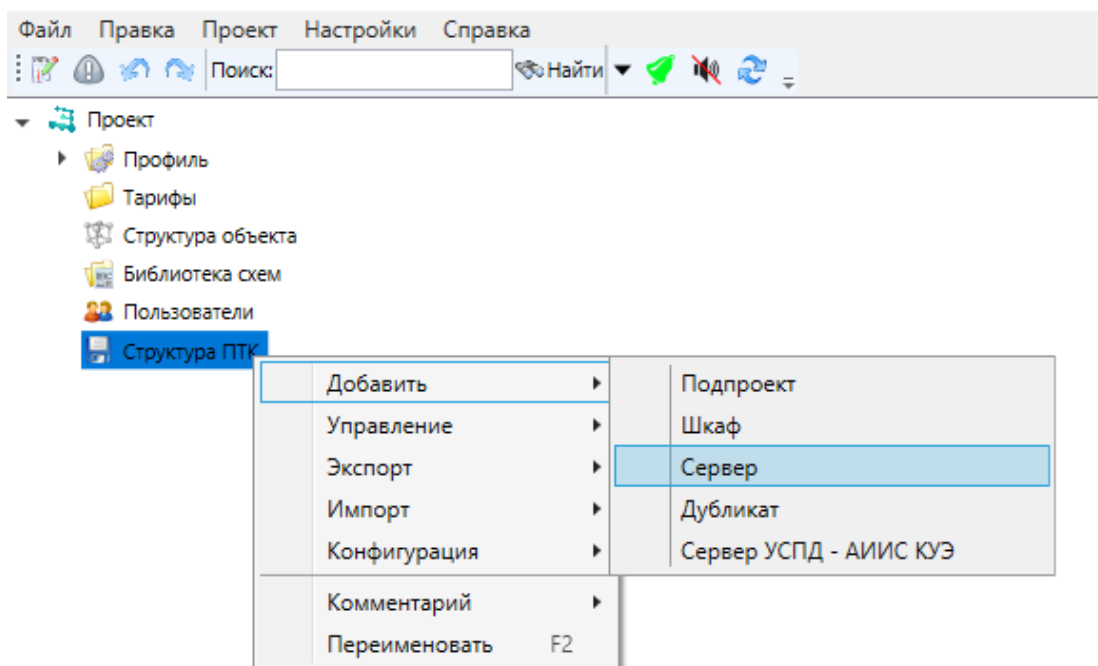 Файл Правка Проект Настройки Справка
Поиск: Найти
Проект
Профиль
Тарифы
Структура объекта
Библиотека схем
Пользователи
Структура ПТК
Добавить
Управление
Экспорт
Импорт
Конфигурация
Комментарий
Переименовать F2
Подпроект
Шкаф
Сервер
Дубликат
Сервер УСПД - АИИС КУЭ